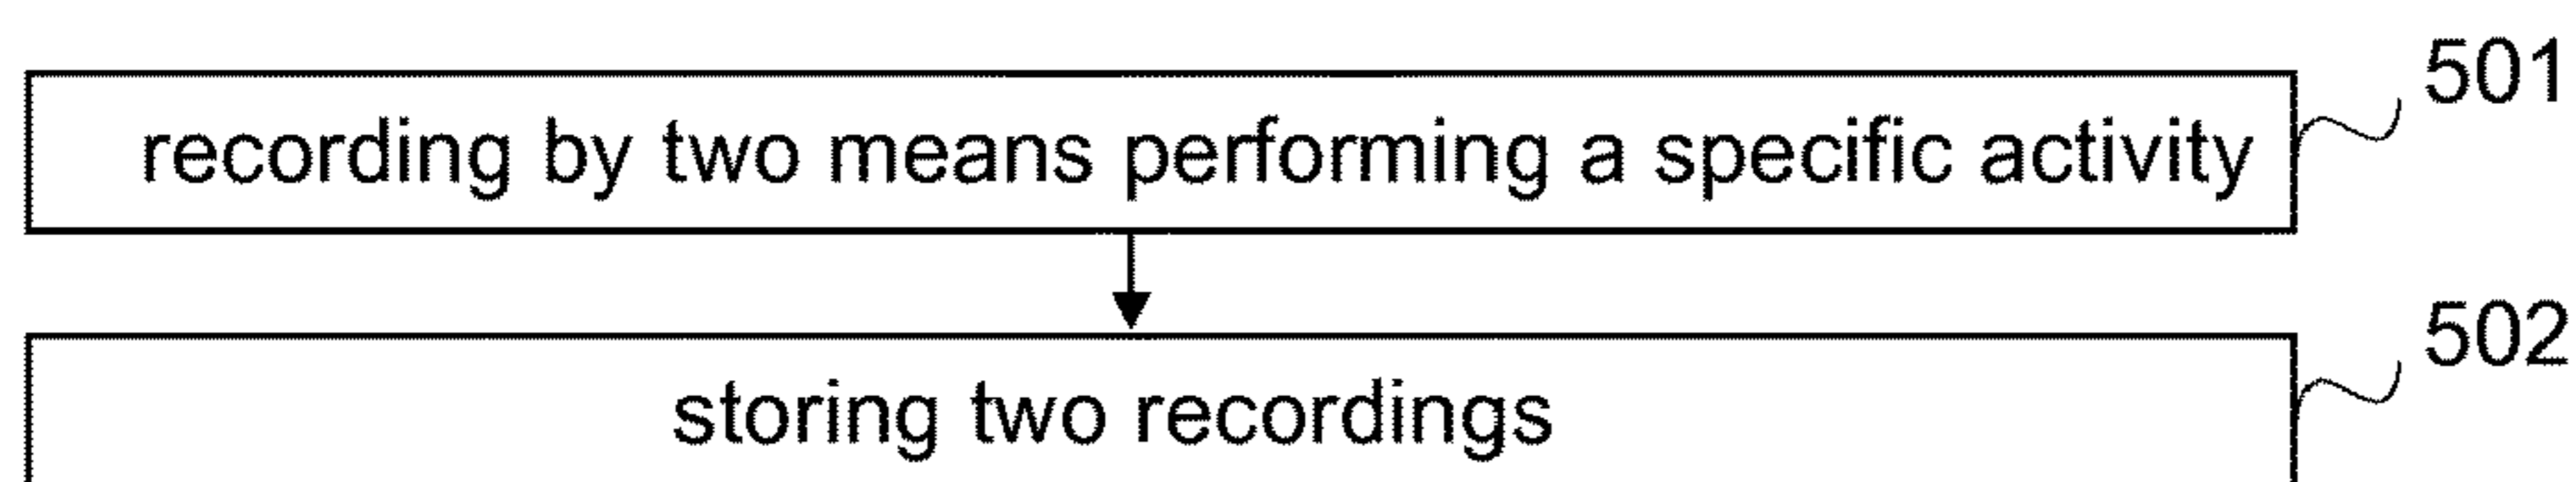 501
recording by two means performing a specific activity
502
storing two recordings